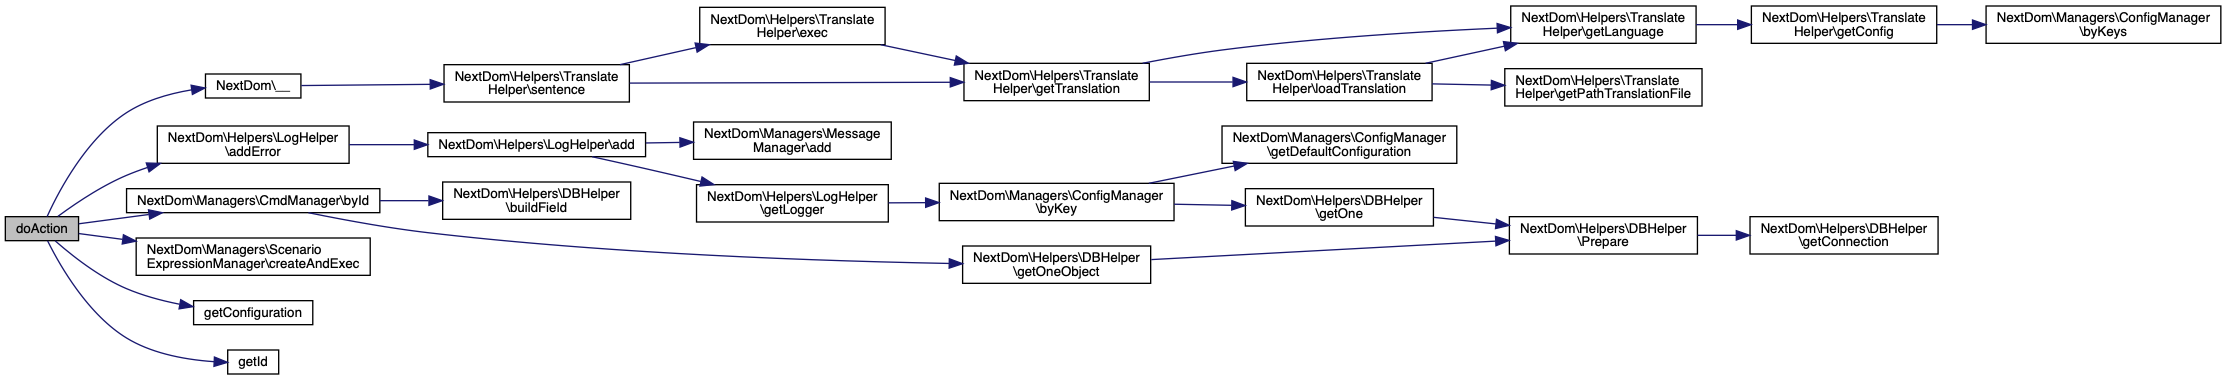 doAction
NextDom\__
NextDom\Helpers\LogHelper
\addError
NextDom\Managers\CmdManager\byId
NextDom\Managers\Scenario
ExpressionManager\createAndExec
getConfiguration
getId
NextDom\Helpers\Translate
Helper\sentence
NextDom\Helpers\LogHelper\add
NextDom\Helpers\DBHelper
\buildField
NextDom\Helpers\Translate
Helper\exec
NextDom\Managers\Message
Manager\add
NextDom\Helpers\LogHelper
\getLogger
NextDom\Helpers\Translate
Helper\getTranslation
NextDom\Managers\ConfigManager
\byKey
NextDom\Helpers\DBHelper
\getOneObject
NextDom\Helpers\Translate
Helper\loadTranslation
NextDom\Managers\ConfigManager
\getDefaultConfiguration
NextDom\Helpers\DBHelper
\getOne
NextDom\Helpers\Translate
Helper\getLanguage
NextDom\Helpers\Translate
Helper\getPathTranslationFile
NextDom\Helpers\DBHelper
\Prepare
NextDom\Helpers\Translate
Helper\getConfig
NextDom\Helpers\DBHelper
\getConnection
NextDom\Managers\ConfigManager
\byKeys